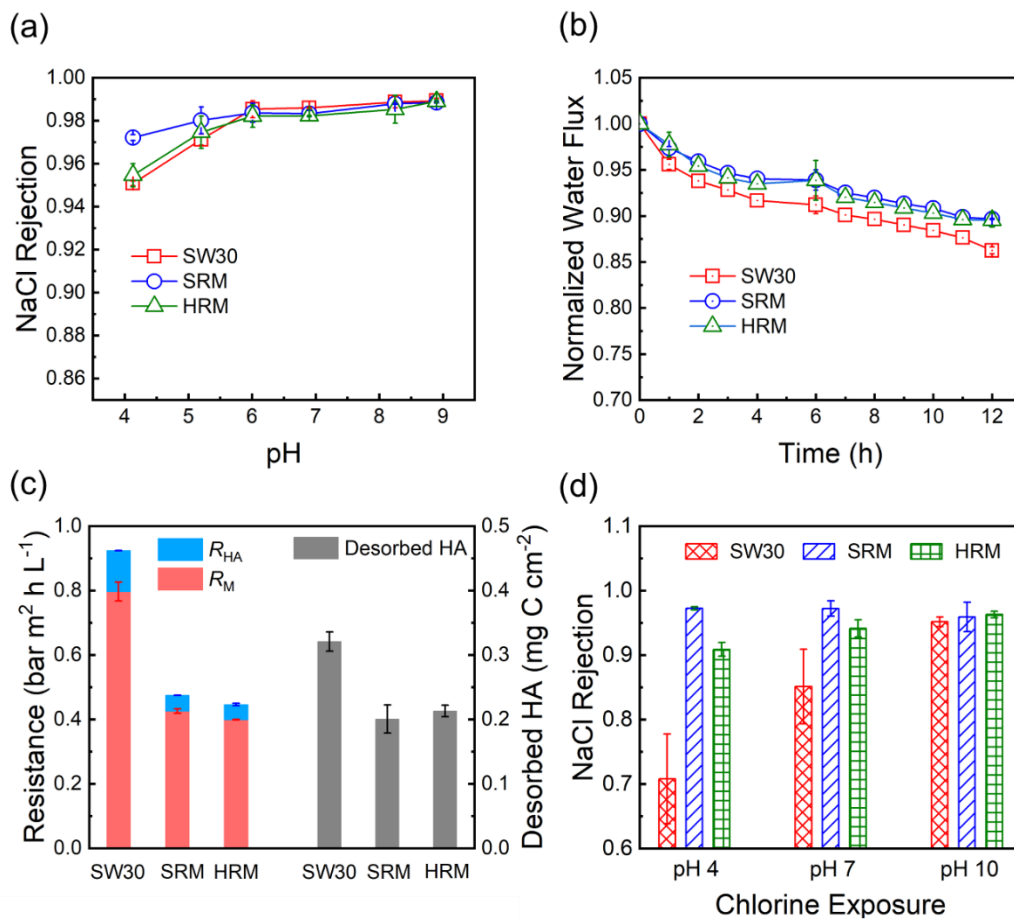 (a)
1.00
0.98
0.96
0.94
0.92
0.90
0.88
0.86
NaCl Rejection
SW30
SRM
HRM
4 5 6 7 8 9
pH
(b)
1.00
0.95
0.90
0.85
0.80
0.75
0.70
Normalized Water Flux
SW30
SRM
HRM
0 2 4 6 8 10 12
Time (h)
(c)
1.0
0.8
0.6
0.4
0.2
0.0
Resistance (bar m² h L⁻¹)
R_HA
R_M
Desorbed HA
0.5
0.4
0.3
0.2
0.1
0.0
Desorbed HA (mg C cm⁻²)
SW30 SRM HRM SW30 SRM HRM
(d)
1.1
1.0
0.9
0.8
0.7
0.6
NaCl Rejection
SW30 SRM HRM
pH 4 pH 7 pH 10
Chlorine Exposure